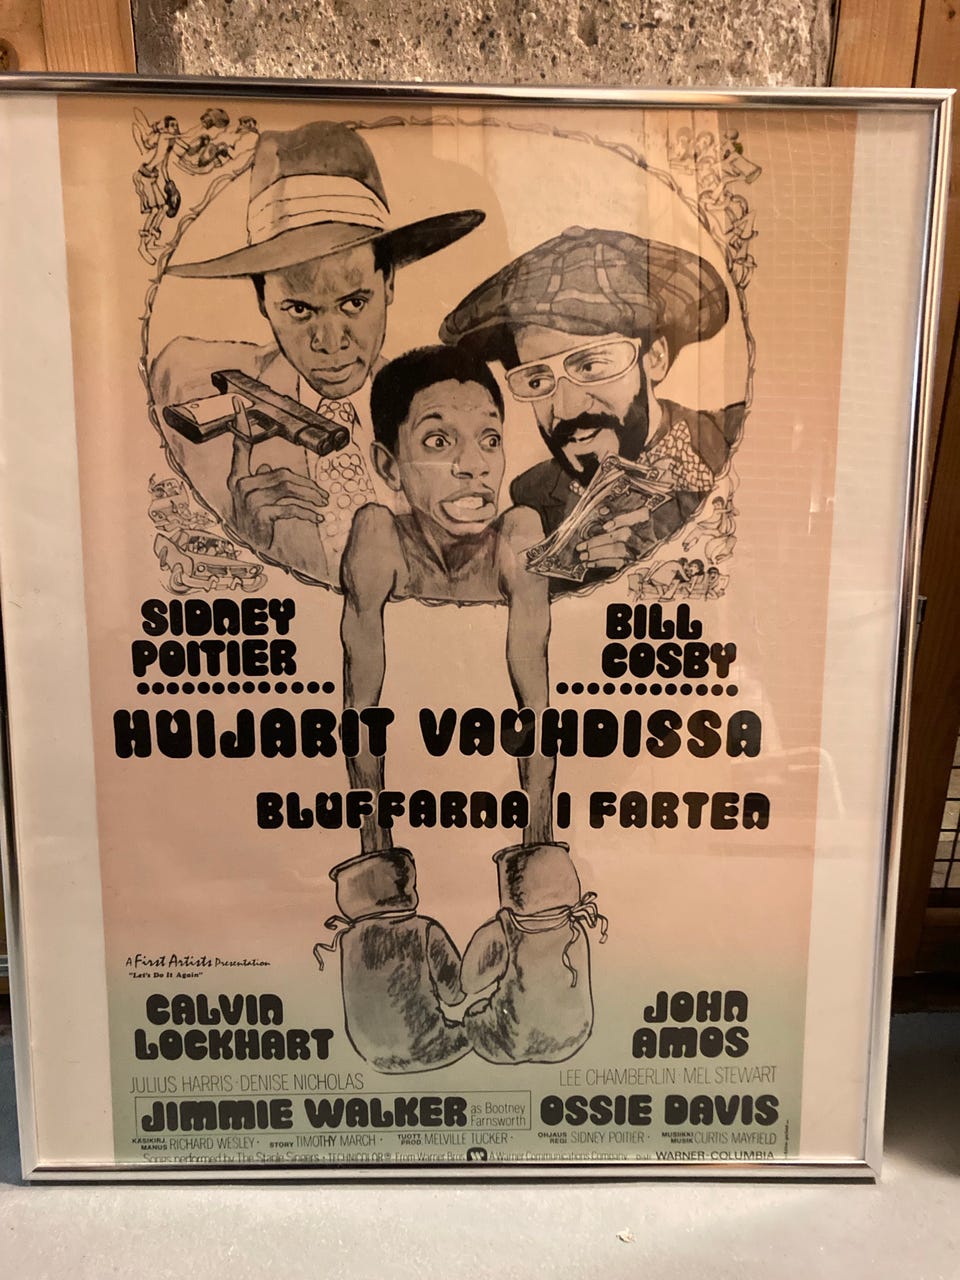 SIDNEY
POITIER
BILL
COSBY
HUIJARIT VAUHDISSA
BLUFFARNA I FARTEN
A First Artists Presentation
"Let's Do It Again"
CALVIN
LOCKHART
JOHN
AMOS
JULIUS HARRIS · DENISE NICHOLAS
LEE CHAMBERLIN · MEL STEWART
JIMMIE WALKER as Bootney Farnsworth OSSIE DAVIS
KÄSIKIRJ. MANUS RICHARD WESLEY · STORY TIMOTHY MARCH · TUOTT. PROD. MELVILLE TUCKER · OHJAUS REGI SIDNEY POITIER · MUSIIKKI MUSIK CURTIS MAYFIELD
Songs performed by The Staple Singers · TECHNICOLOR® From Warner Bros. A Warner Communications Company WARNER-COLUMBIA